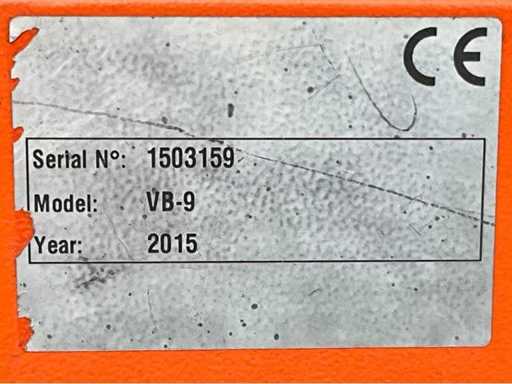 CE
Serial N°: 1503159
Model: VB-9
Year: 2015